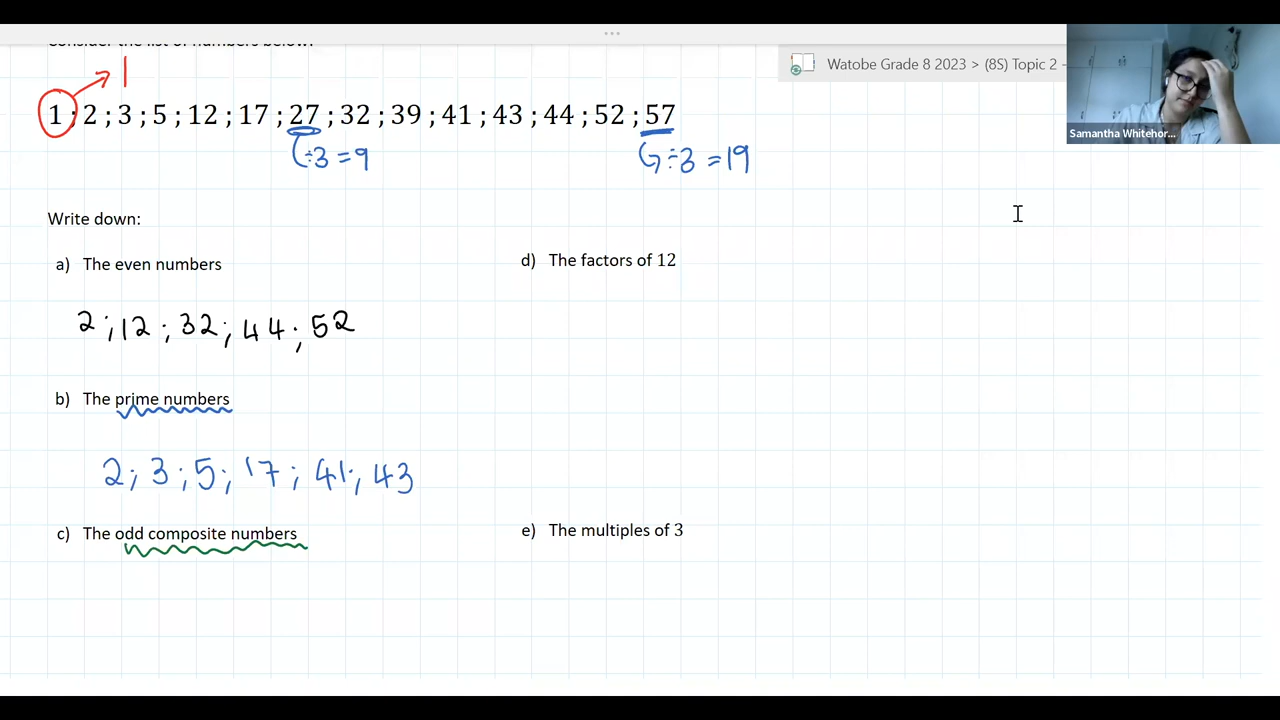 Consider the list of numbers below:
Watobe Grade 8 2023 > (8S) Topic 2 -
1
1 ; 2 ; 3 ; 5 ; 12 ; 17 ; 27 ; 32 ; 39 ; 41 ; 43 ; 44 ; 52 ; 57
Samantha Whitehor...
÷3 = 9
÷3 = 19
Write down:
a) The even numbers
2 ; 12 ; 32 ; 44 ; 52
b) The prime numbers
2 ; 3 ; 5 ; 17 ; 41 ; 43
c) The odd composite numbers
d) The factors of 12
e) The multiples of 3